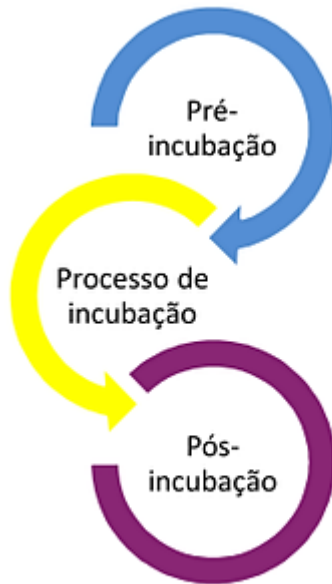 Pré-
incubação
Processo de
incubação
Pós-
incubação